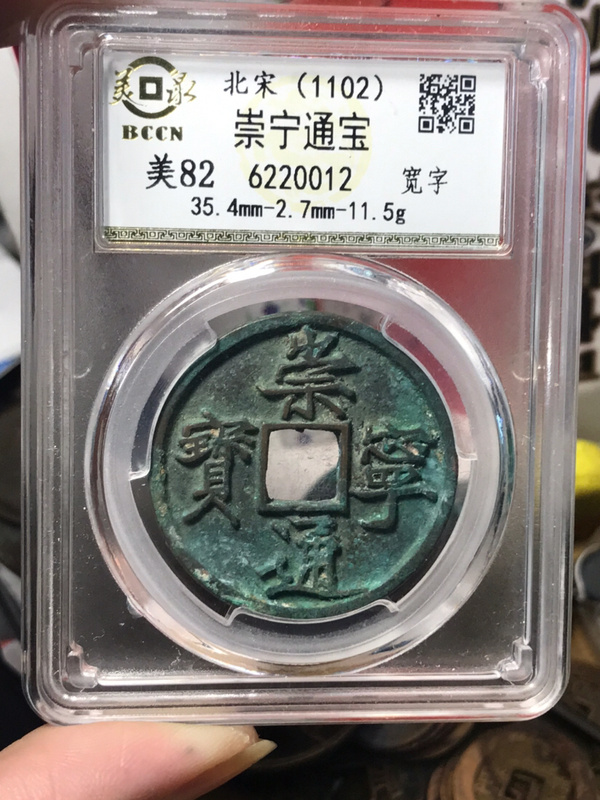 美泉
BCCN
北宋（1102）
崇宁通宝
美82 6220012 宽字
35.4mm-2.7mm-11.5g
崇寧通寳